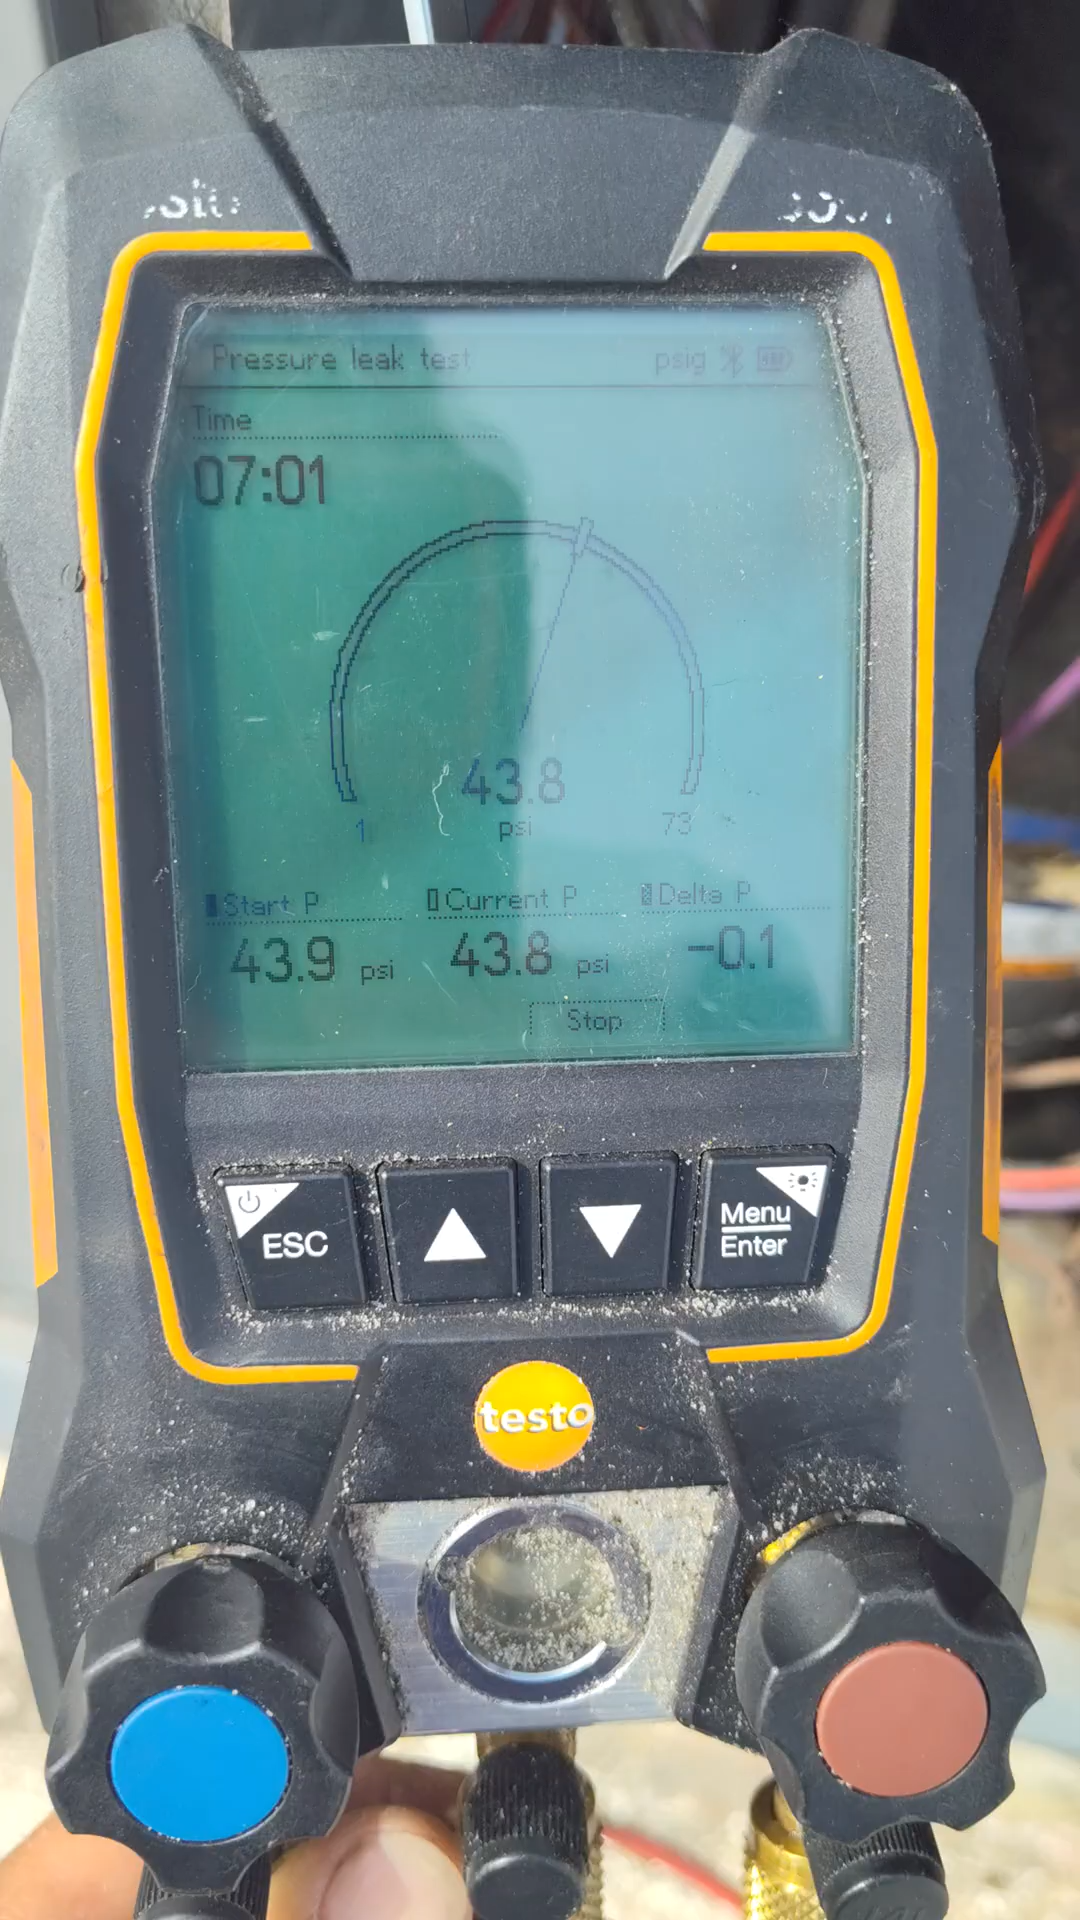 Pressure leak test psig
Time
07:01
43.8
1 psi 73
Start P Current P Delta P
43.9 psi 43.8 psi -0.1
Stop
ESC
Menu
Enter
testo